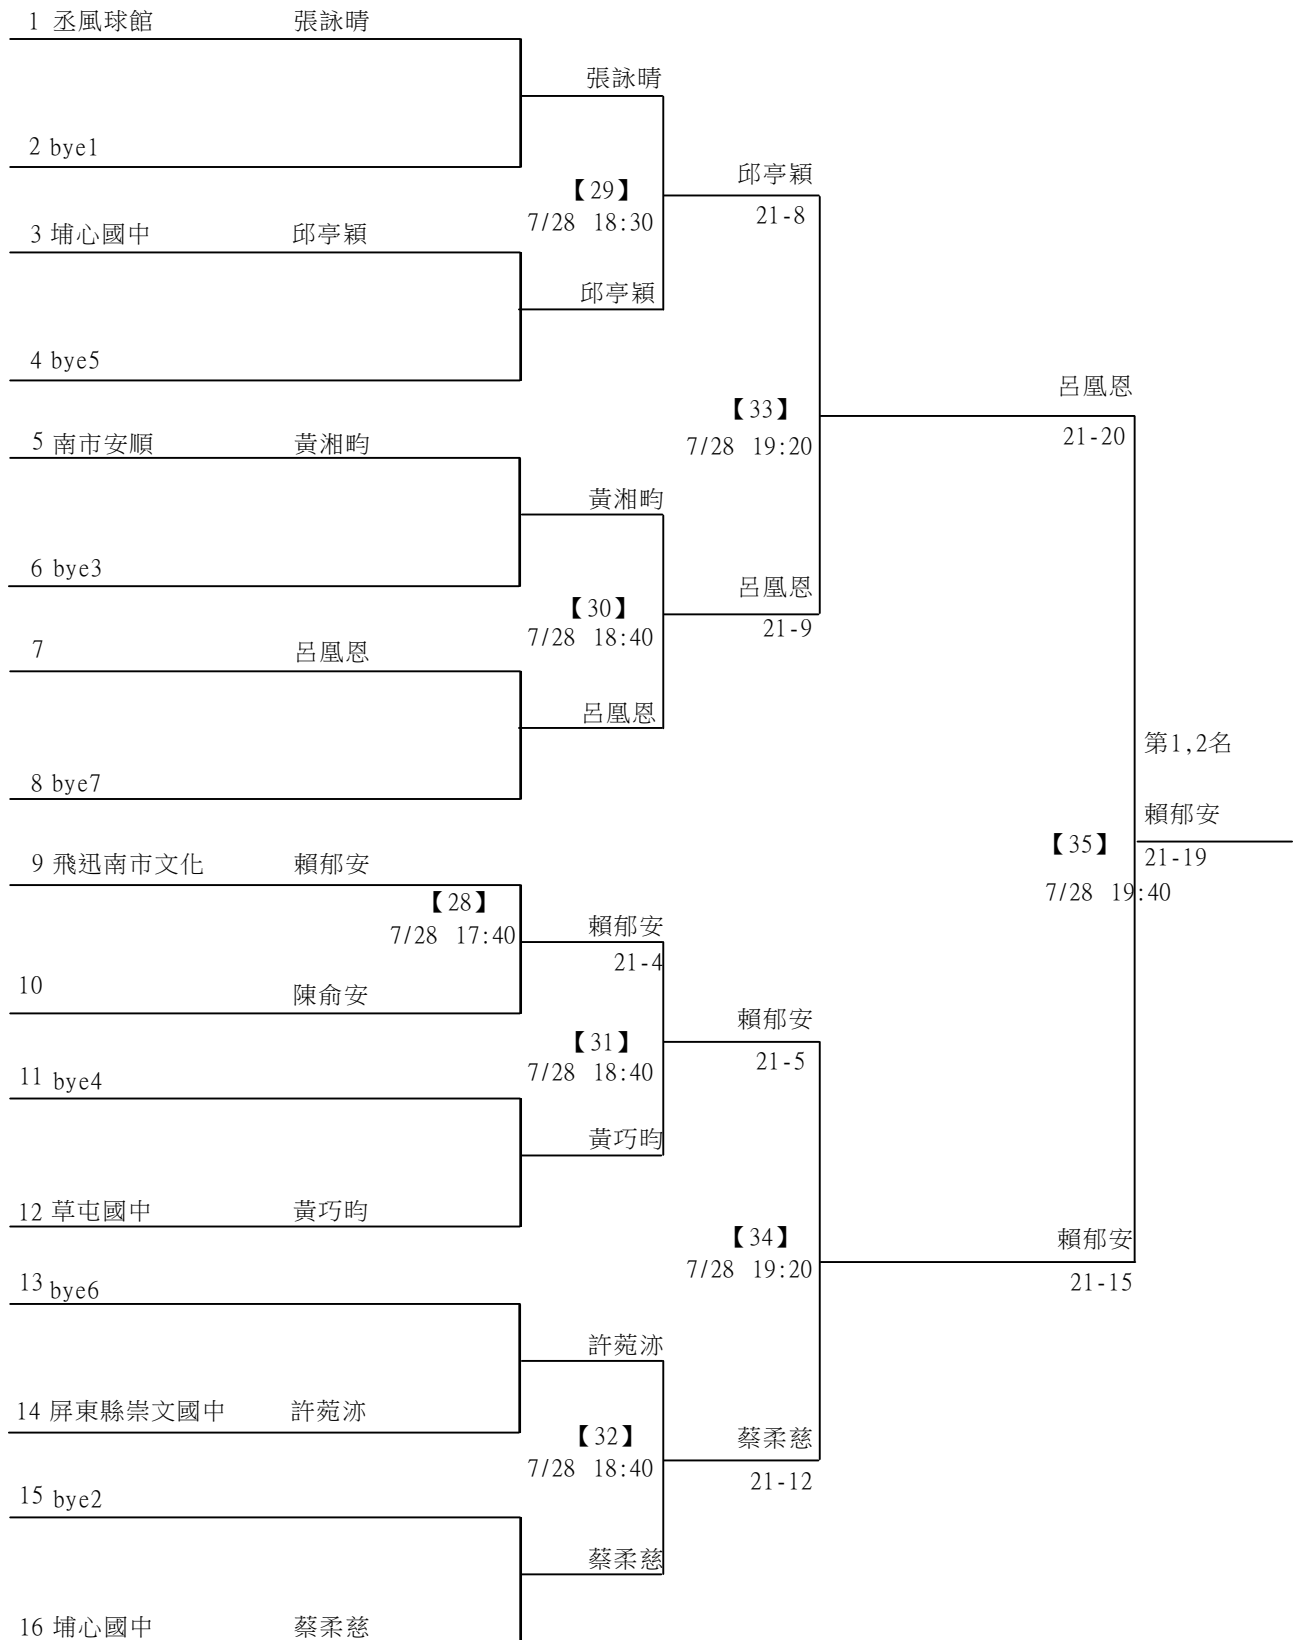 1 丞風球館 張詠晴
張詠晴
2 bye1
邱亭穎
【29】
21-8
7/28 18:30
3 埔心國中 邱亭穎
邱亭穎
4 bye5
呂凰恩
【33】
21-20
7/28 19:20
5 南市安順 黃湘畇
黃湘畇
6 bye3
呂凰恩
【30】
21-9
7/28 18:40
7 呂凰恩
呂凰恩
第1,2名
8 bye7
賴郁安
【35】
21-19
7/28 19:40
9 飛迅南市文化 賴郁安
【28】
賴郁安
7/28 17:40
21-4
10 陳俞安
賴郁安
【31】
21-5
7/28 18:40
11 bye4
黃巧昀
12 草屯國中 黃巧昀
【34】
賴郁安
7/28 19:20
21-15
13 bye6
許菀沭
14 屏東縣崇文國中 許菀沭
【32】
蔡柔慈
7/28 18:40
21-12
15 bye2
蔡柔慈
16 埔心國中 蔡柔慈